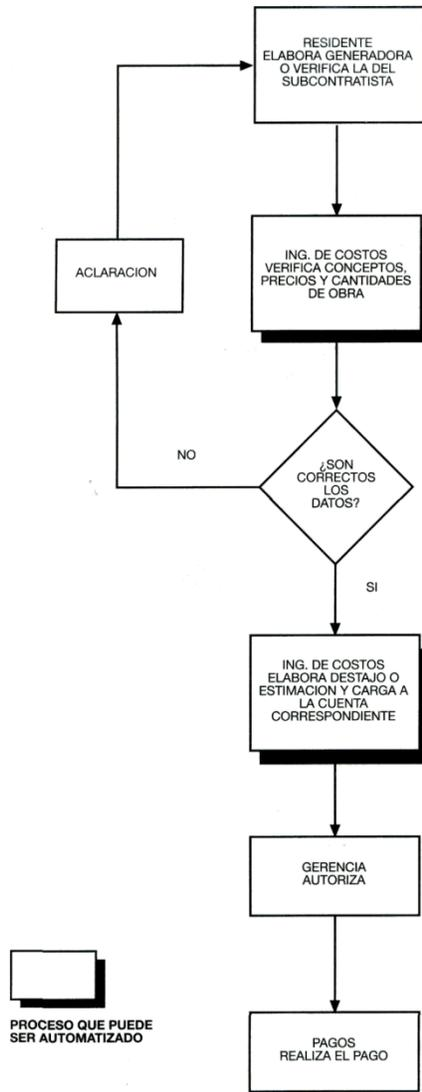 RESIDENTE
ELABORA GENERADORA
O VERIFICA LA DEL
SUBCONTRATISTA
ING. DE COSTOS
VERIFICA CONCEPTOS,
PRECIOS Y CANTIDADES
DE OBRA
ACLARACION
¿SON
CORRECTOS
LOS
DATOS?
NO
SI
ING. DE COSTOS
ELABORA DESTAJO O
ESTIMACION Y CARGA A
LA CUENTA
CORRESPONDIENTE
GERENCIA
AUTORIZA
PAGOS
REALIZA EL PAGO
PROCESO QUE PUEDE
SER AUTOMATIZADO